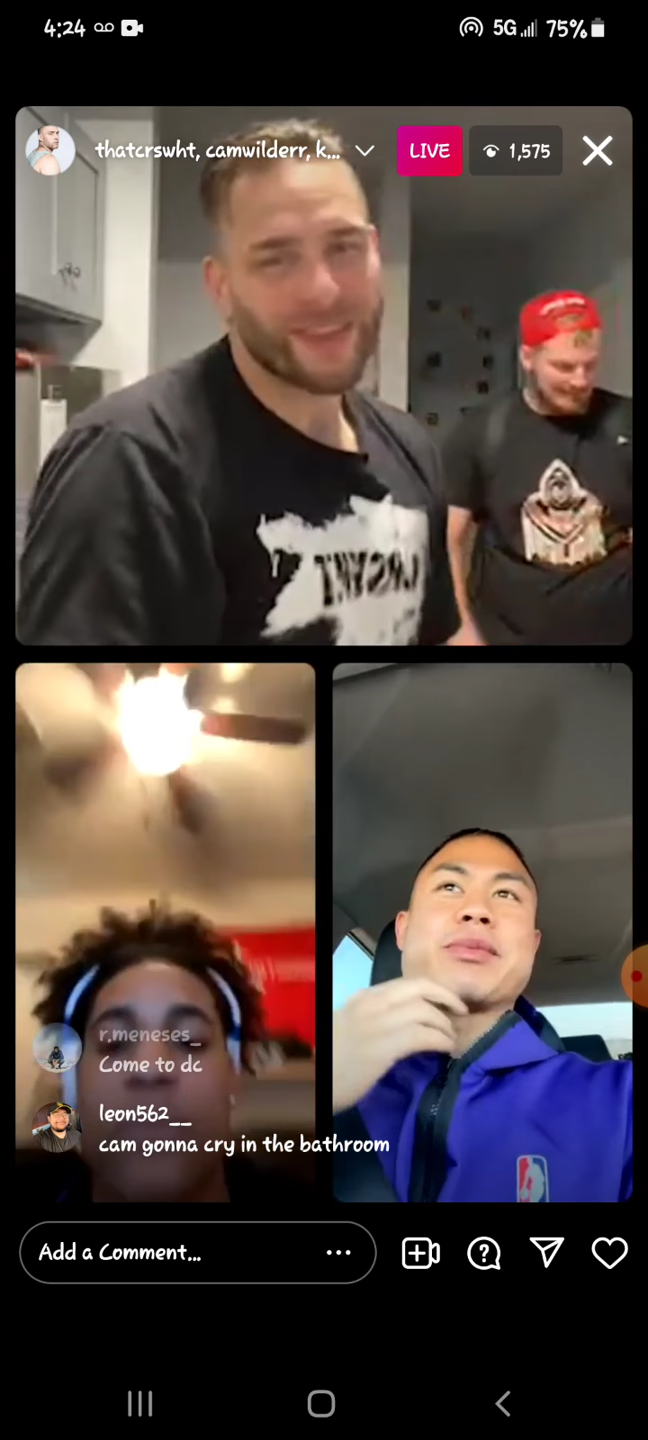 4:24
5G
75%
thatcrswht, camwilderr, k...
LIVE
1,575
r.meneses_
Come to dc
leon562__
cam gonna cry in the bathroom
Add a Comment...